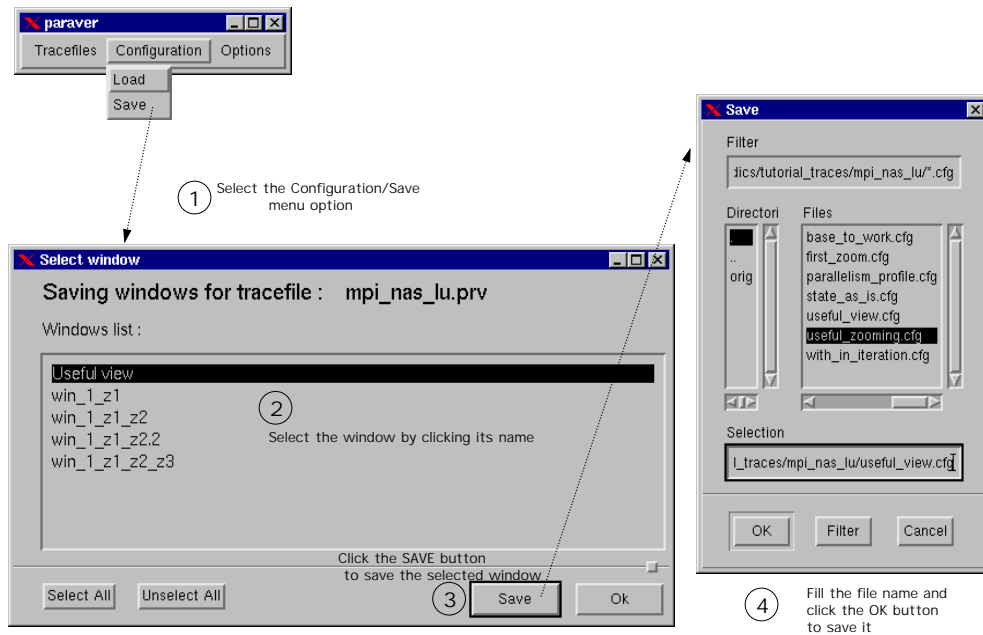 paraver
Tracefiles Configuration Options
Load
Save
1
Select the Configuration/Save
menu option
Select window
Saving windows for tracefile : mpi_nas_lu.prv
Windows list :
Useful view
win_1_z1
win_1_z1_z2
win_1_z1_z2.2
win_1_z1_z2_z3
2
Select the window by clicking its name
Click the SAVE button
to save the selected window
3
Select All Unselect All Save Ok
Save
Filter
dics/tutorial_traces/mpi_nas_lu/*.cfg
Directori Files
.
..
orig
base_to_work.cfg
first_zoom.cfg
parallelism_profile.cfg
state_as_is.cfg
useful_view.cfg
useful_zooming.cfg
with_in_iteration.cfg
Selection
l_traces/mpi_nas_lu/useful_view.cfg
OK Filter Cancel
4
Fill the file name and
click the OK button
to save it